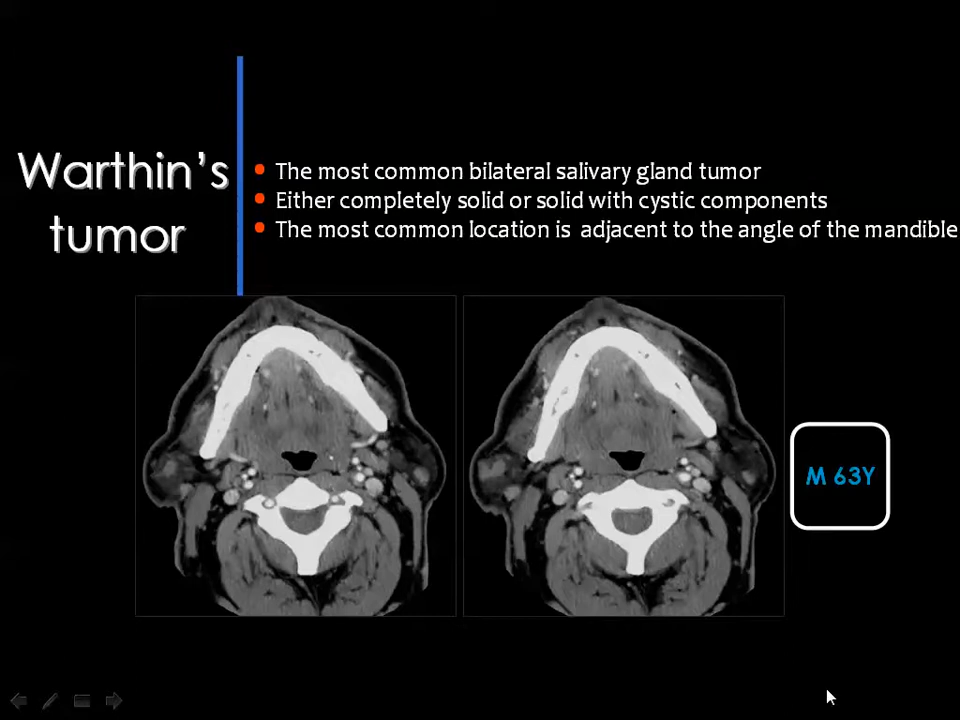 Warthin's
tumor
The most common bilateral salivary gland tumor
Either completely solid or solid with cystic components
The most common location is adjacent to the angle of the mandible
M 63Y